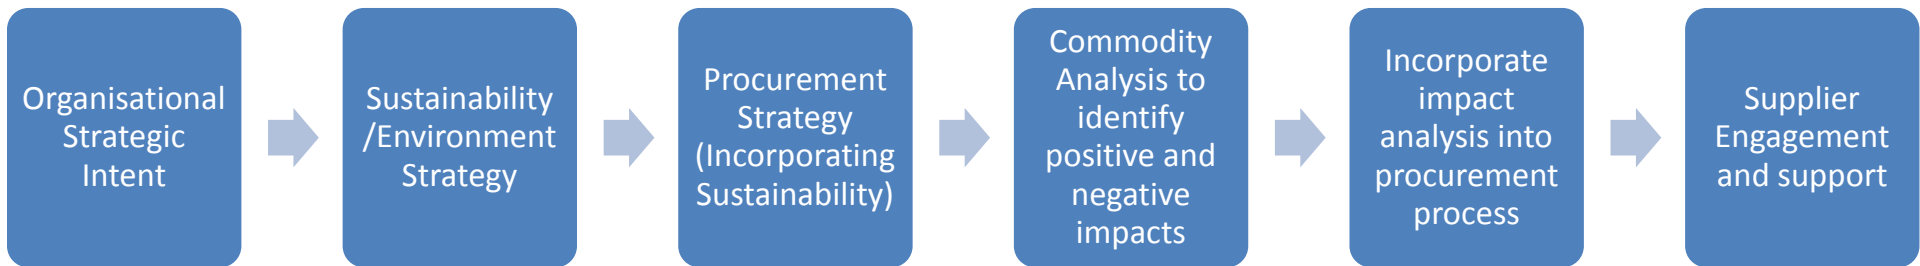 Organisational
Strategic
Intent
Sustainability
/Environment
Strategy
Procurement
Strategy
(Incorporating
Sustainability)
Commodity
Analysis to
identify
positive and
negative
impacts
Incorporate
impact
analysis into
procurement
process
Supplier
Engagement
and support